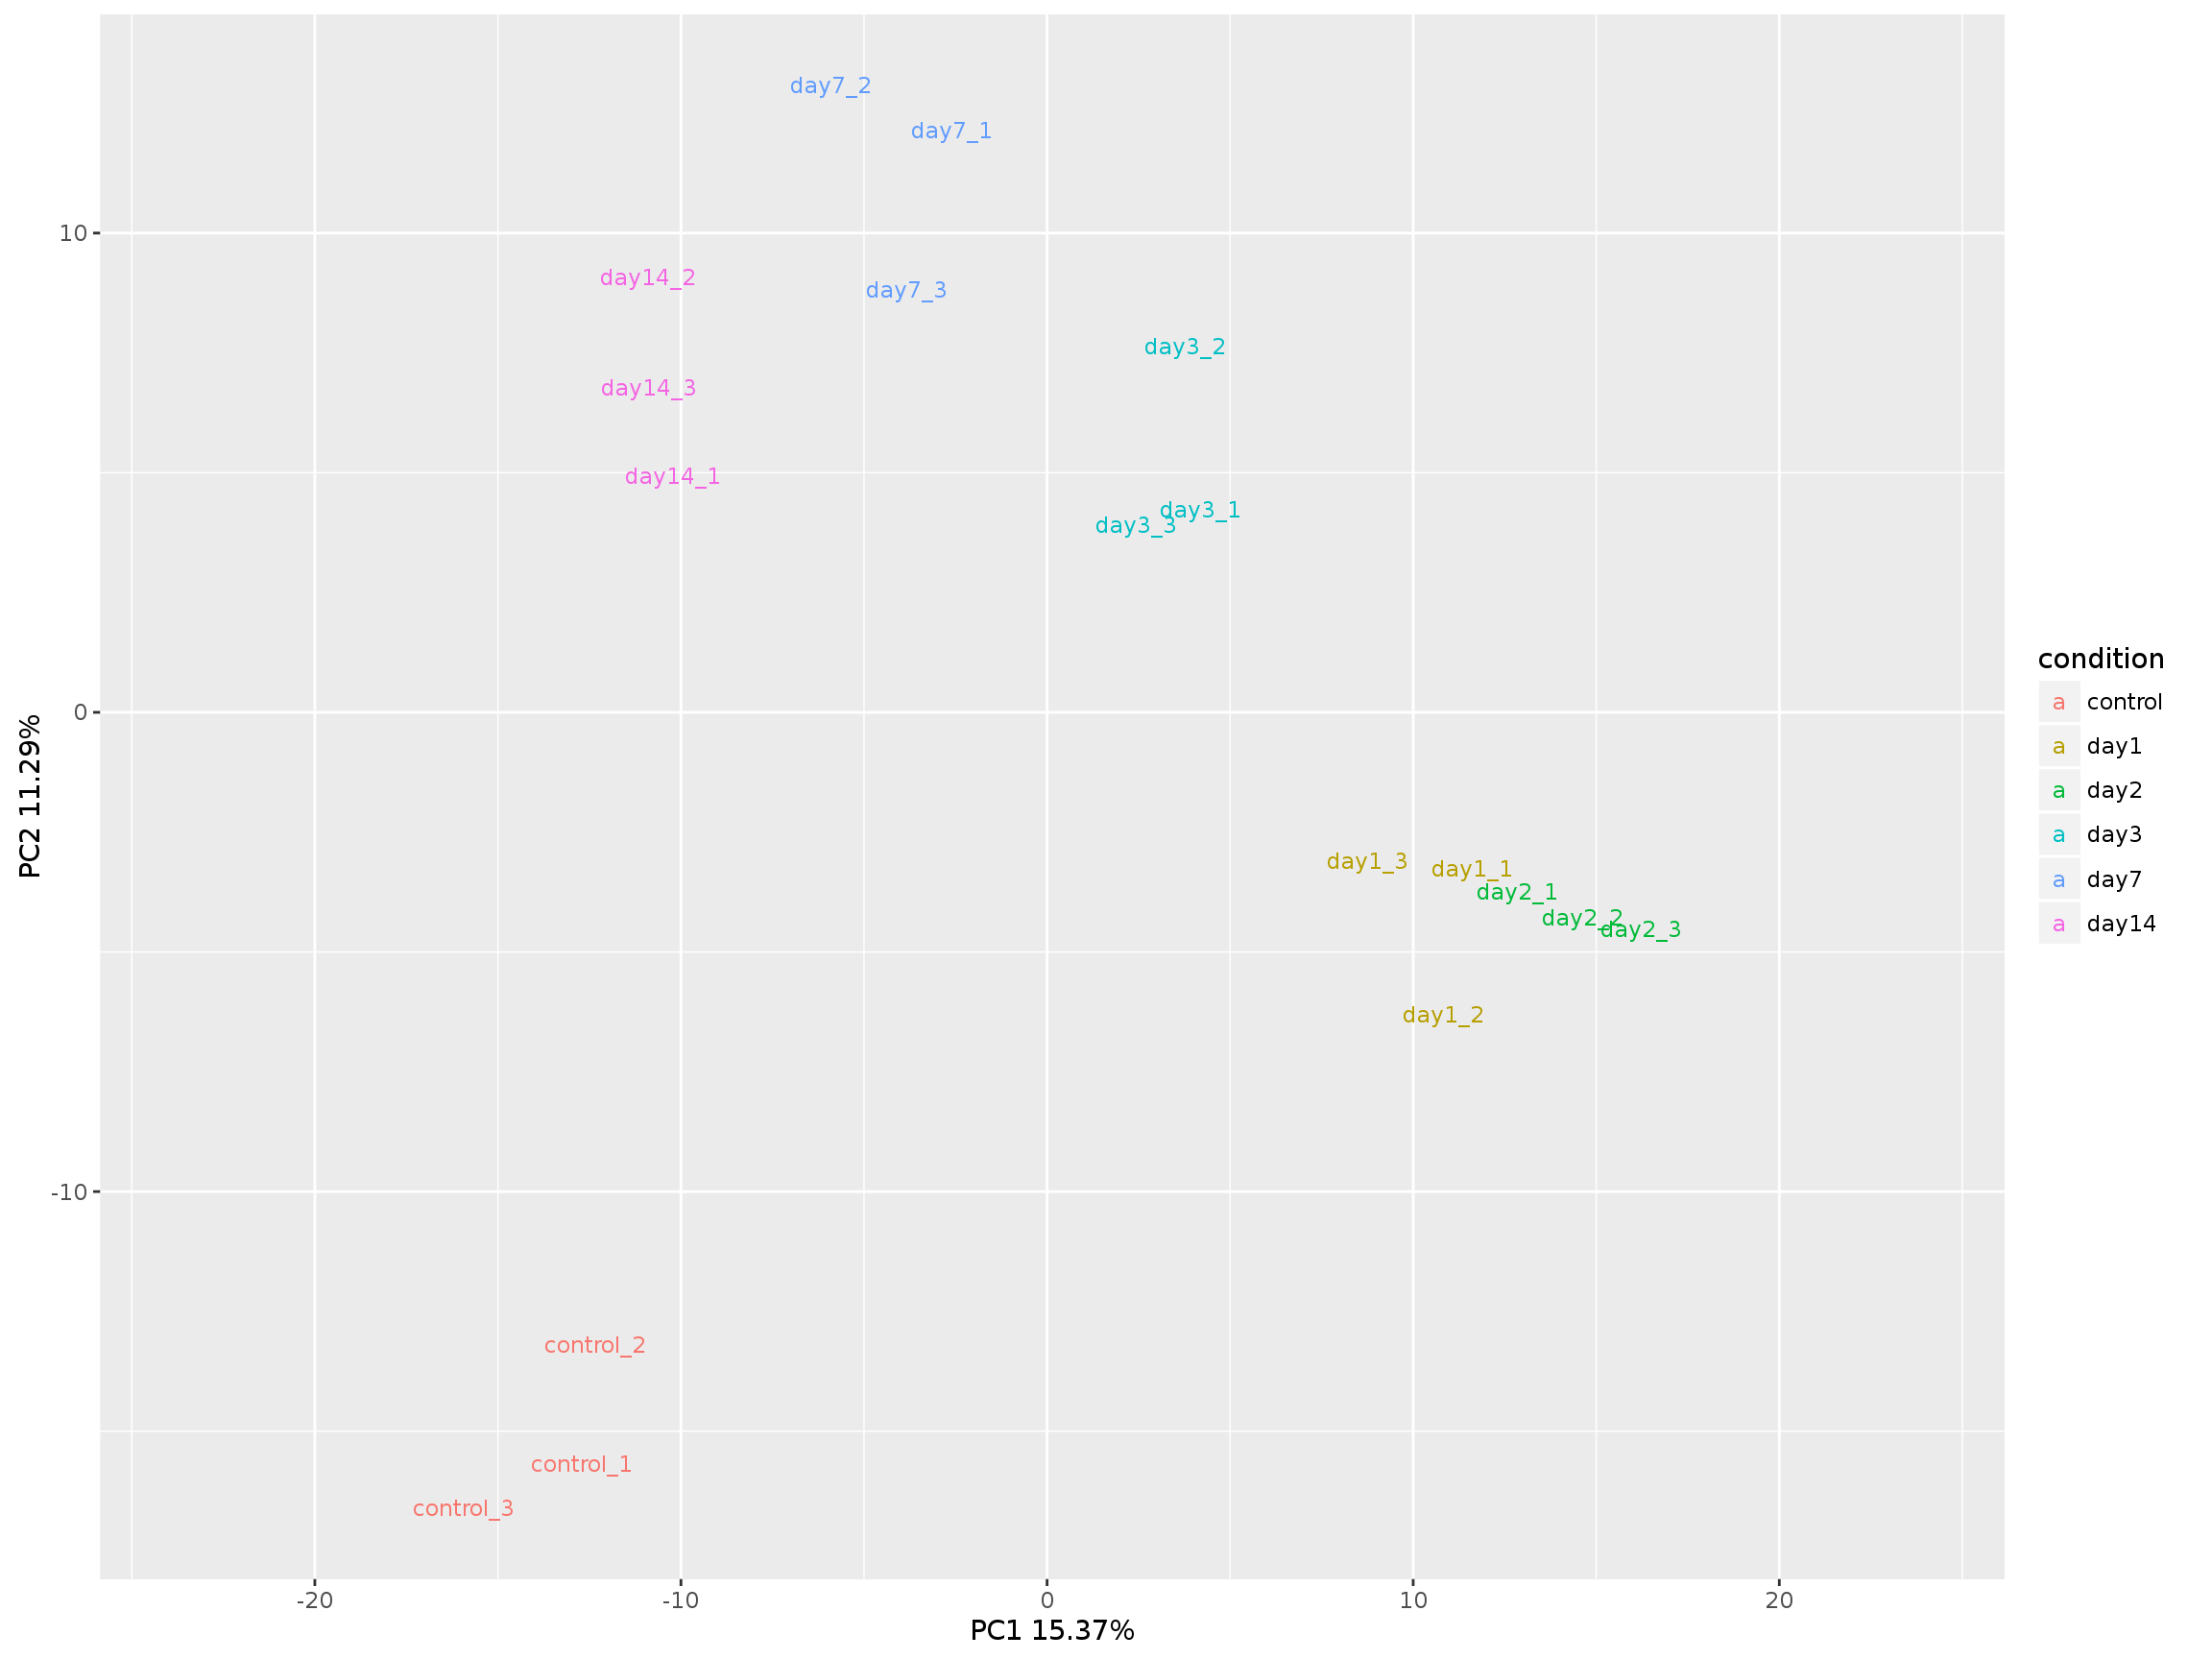 day7_2
day7_1
10
day14_2
day7_3
day3_2
day14_3
day14_1
day3_1
day3_3
condition
a control
a day1
a day2
a day3
a day7
a day14
0
PC2 11.29%
day1_3
day1_1
day2_1
day2_2
day2_3
day1_2
-10
control_2
control_1
control_3
-20
-10
0
10
20
PC1 15.37%